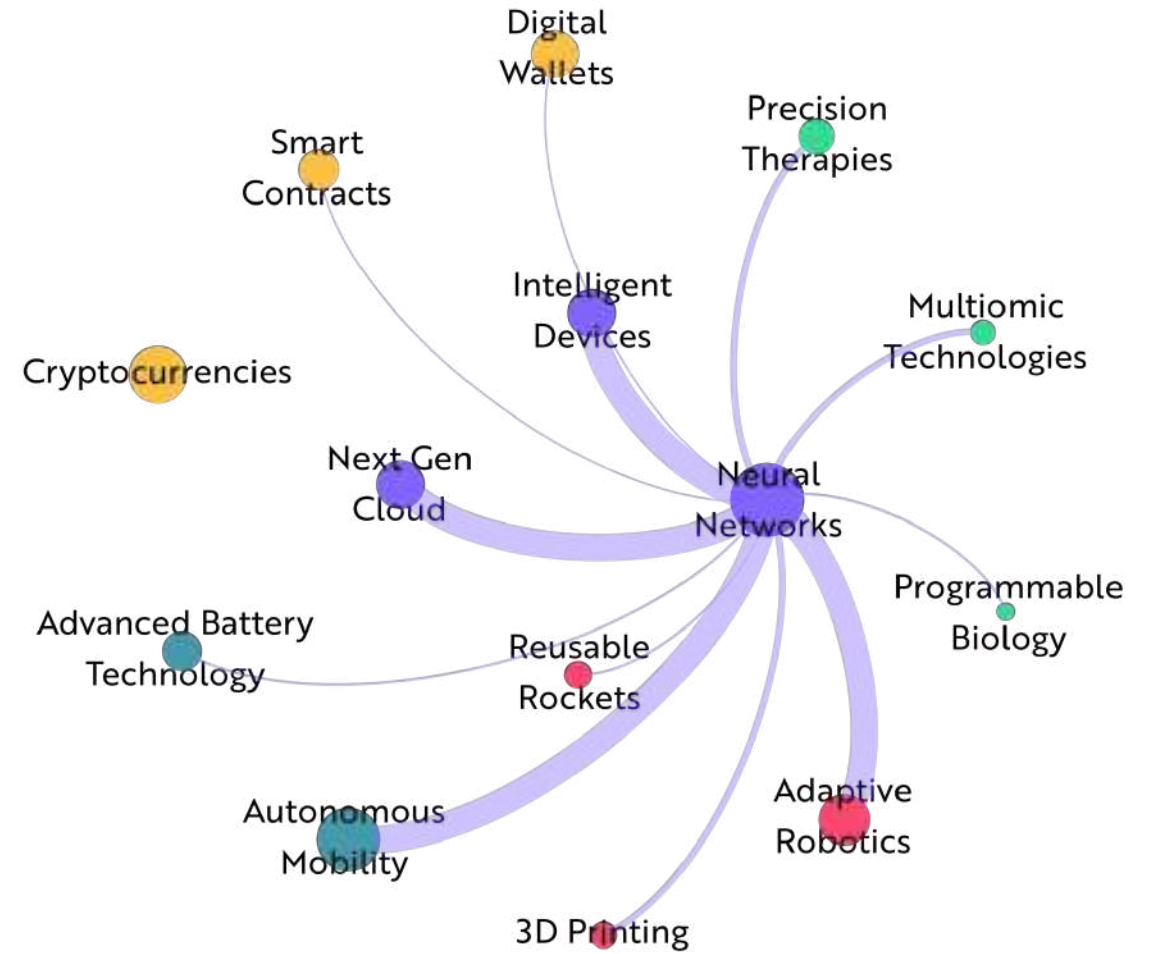 Digital
Wallets
Precision
Therapies
Smart
Contracts
Intelligent
Devices
Multiomic
Technologies
Cryptocurrencies
Next Gen
Cloud
Neural
Networks
Programmable
Biology
Advanced Battery
Technology
Reusable
Rockets
Adaptive
Robotics
Autonomous
Mobility
3D Printing